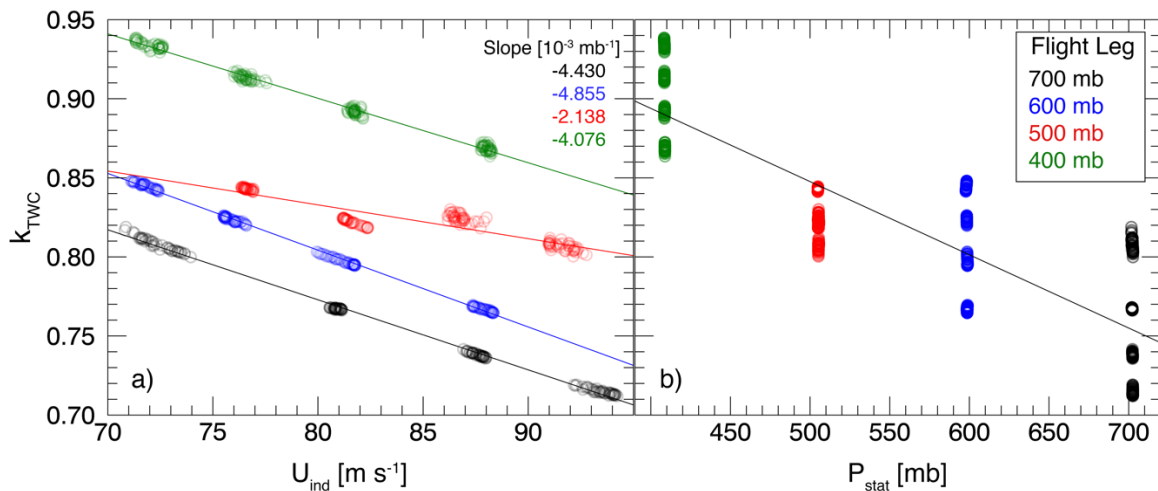 0.95
0.90
0.85
0.80
0.75
0.70
k_TWC
Slope [10⁻³ mb⁻¹]
-4.430
-4.855
-2.138
-4.076
a)
70 75 80 85 90
U_ind [m s⁻¹]
Flight Leg
700 mb
600 mb
500 mb
400 mb
b)
450 500 550 600 650 700
P_stat [mb]